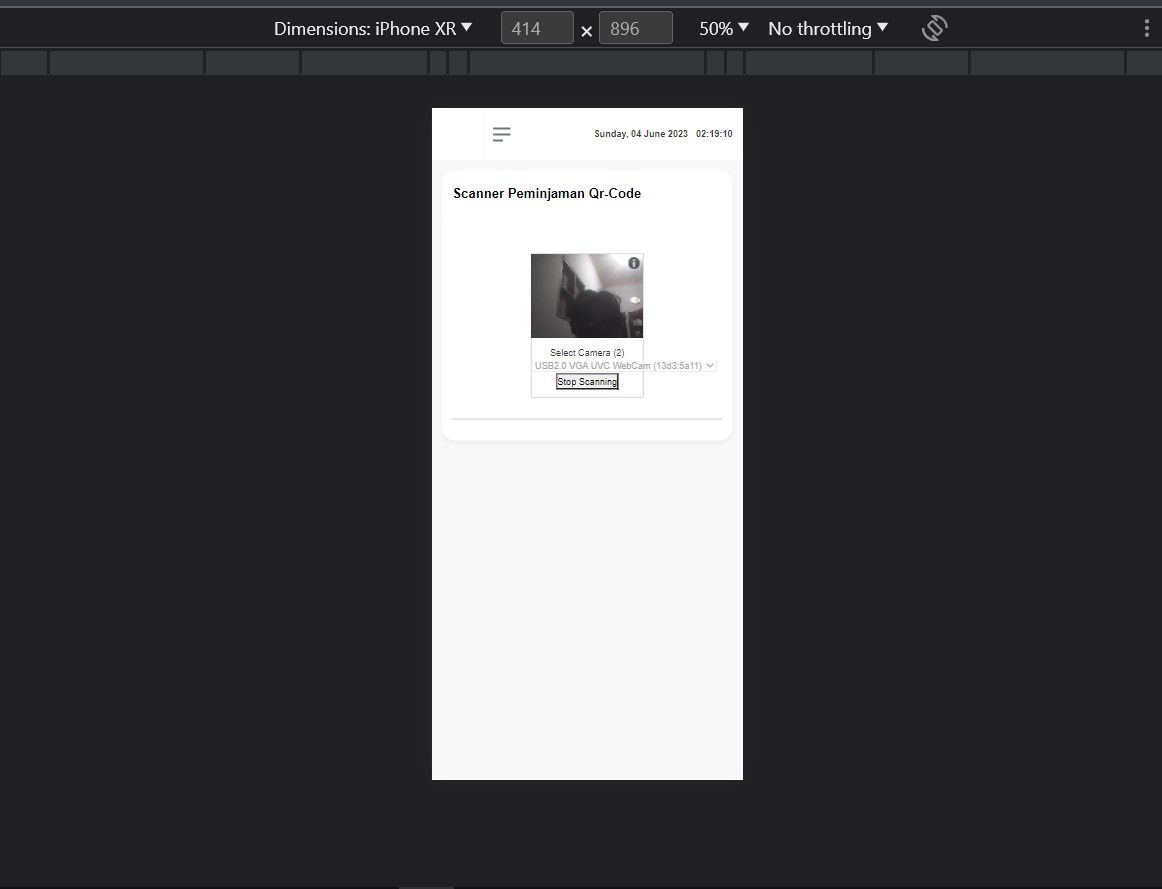 Dimensions: iPhone XR 414 × 896 50% No throttling
Sunday, 04 June 2023 02:19:10
Scanner Peminjaman Qr-Code
Select Camera (2)
USB2.0 VGA UVC WebCam (13d3:5a11)
Stop Scanning